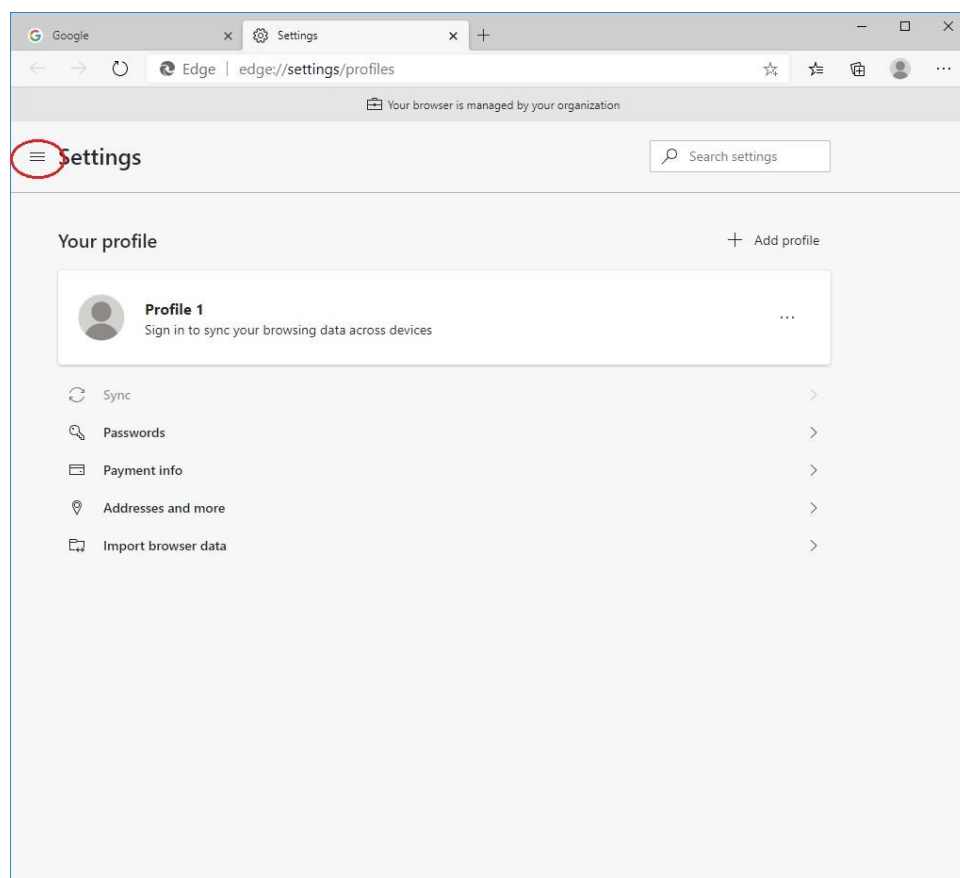 Google
Settings
Edge | edge://settings/profiles
Your browser is managed by your organization
Settings
Search settings
Your profile
Add profile
Profile 1
Sign in to sync your browsing data across devices
Sync
Passwords
Payment info
Addresses and more
Import browser data